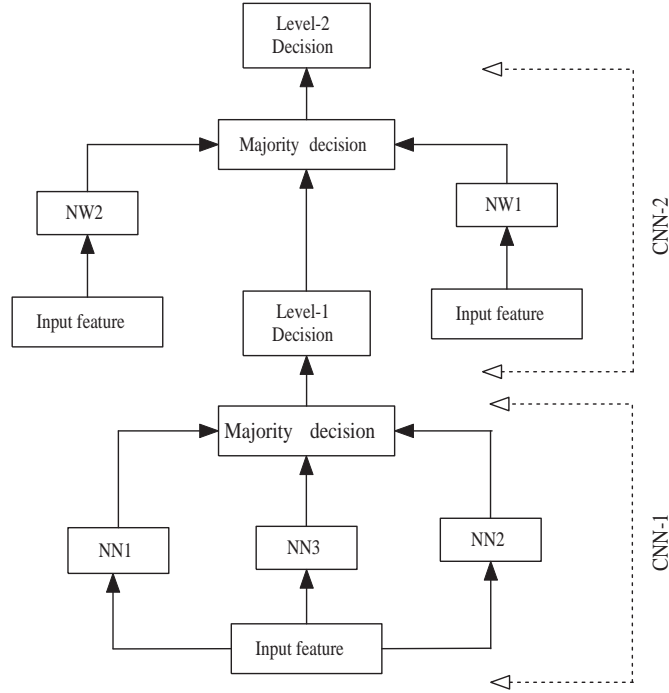 Level-2
Decision
Majority decision
NW2
NW1
CNN-2
Input feature
Level-1
Decision
Input feature
Majority decision
NN1
NN3
NN2
CNN-1
Input feature